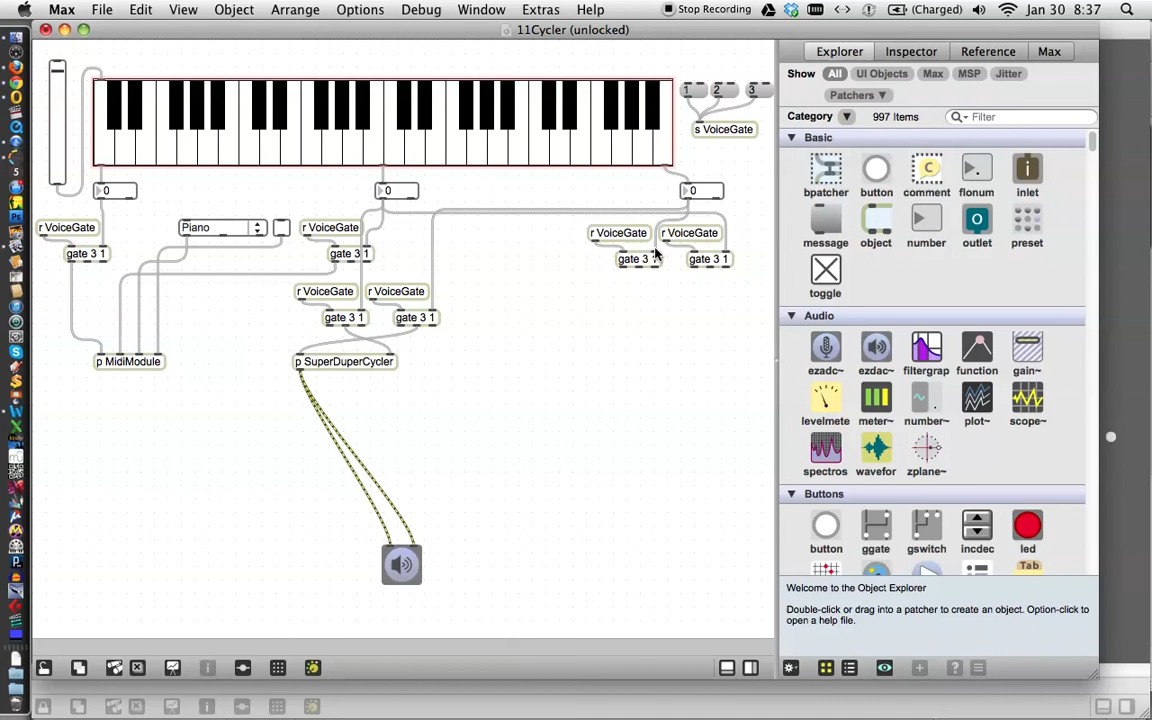 Max File Edit View Object Arrange Options Debug Window Extras Help
Stop Recording
(Charged)
Jan 30 8:37
11Cycler (unlocked)
1 2 3
s VoiceGate
0
0
0
r VoiceGate
Piano
r VoiceGate
r VoiceGate
r VoiceGate
gate 3 1
gate 3 1
gate 3 1
gate 3 1
r VoiceGate
r VoiceGate
gate 3 1
gate 3 1
p MidiModule
p SuperDuperCycler
Explorer
Inspector
Reference
Max
Show
All
UI Objects
Max
MSP
Jitter
Patchers ▼
Category
997 Items
Filter
Basic
bpatcher
button
comment
flonum
inlet
message
object
number
outlet
preset
toggle
Audio
ezadc~
ezdac~
filtergrap
function
gain~
levelmete
meter~
number~
plot~
scope~
spectros
wavefor
zplane~
Buttons
button
ggate
gswitch
incdec
led
Tab
Welcome to the Object Explorer
Double-click or drag into a patcher to create an object. Option-click to
open a help file.